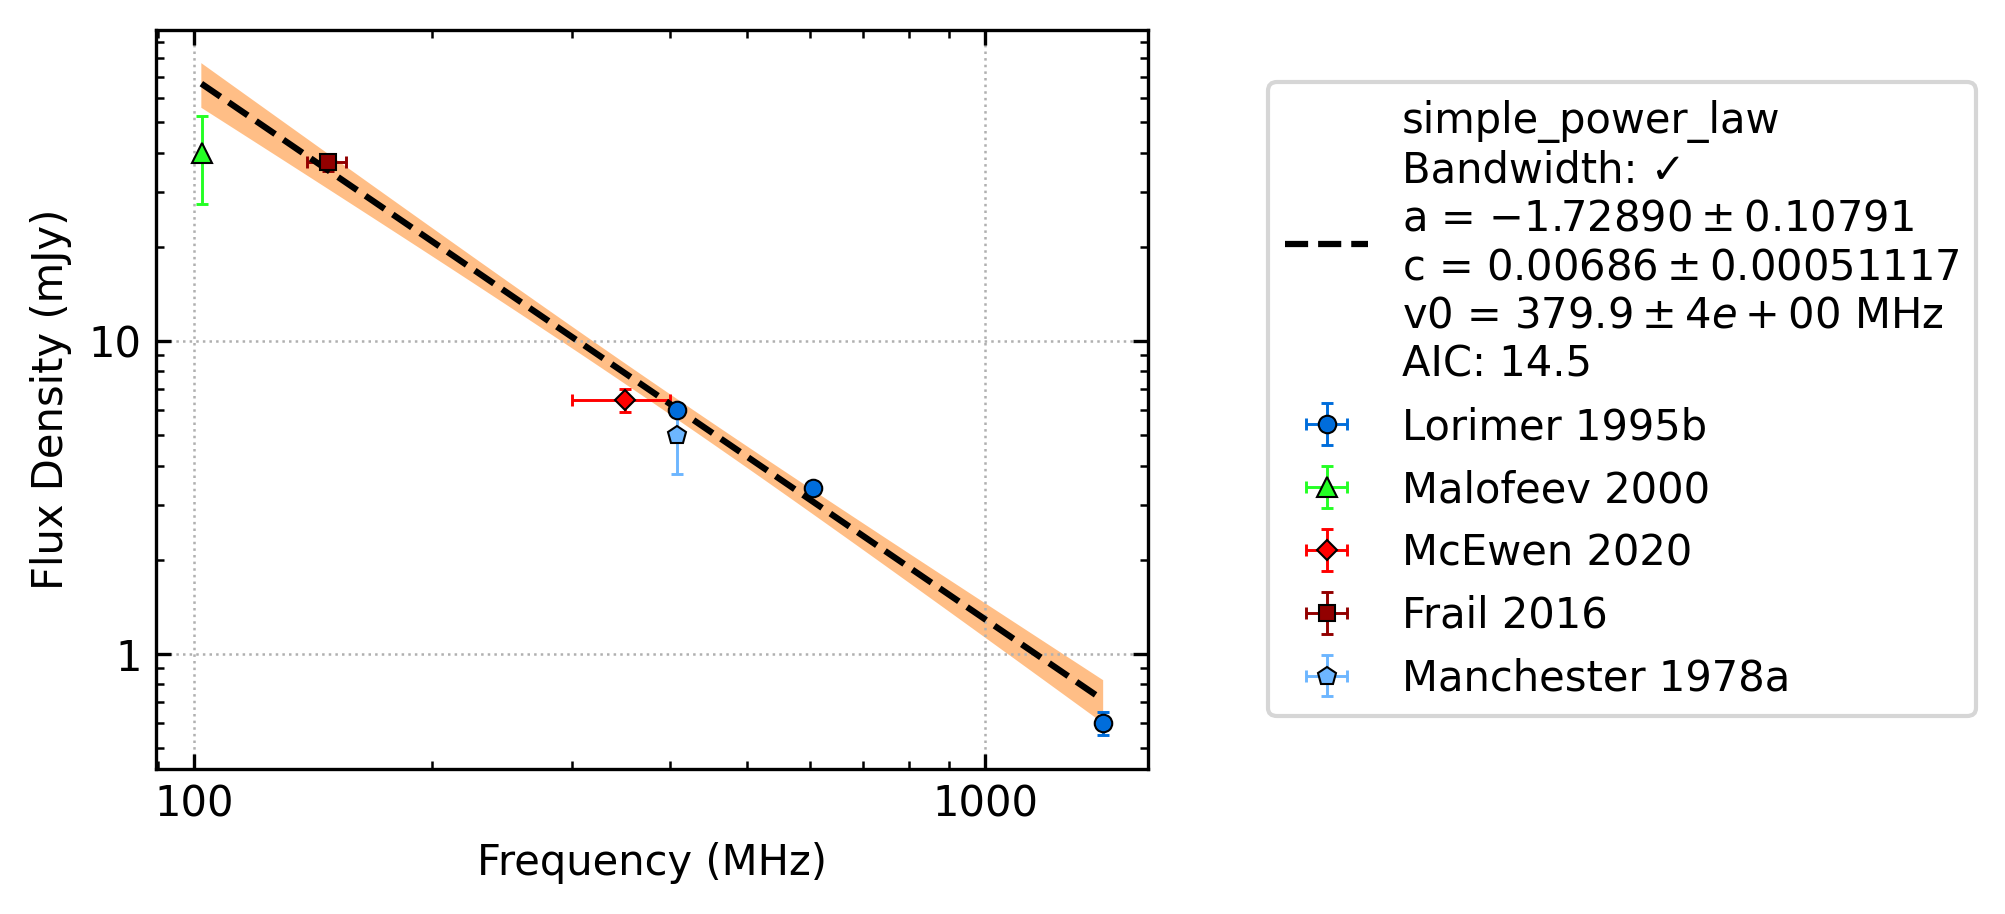 10
1
100
1000
Flux Density (mJy)
Frequency (MHz)
simple_power_law
Bandwidth: ✓
a = −1.72890 ± 0.10791
c = 0.00686 ± 0.00051117
v0 = 379.9 ± 4e + 00 MHz
AIC: 14.5
Lorimer 1995b
Malofeev 2000
McEwen 2020
Frail 2016
Manchester 1978a